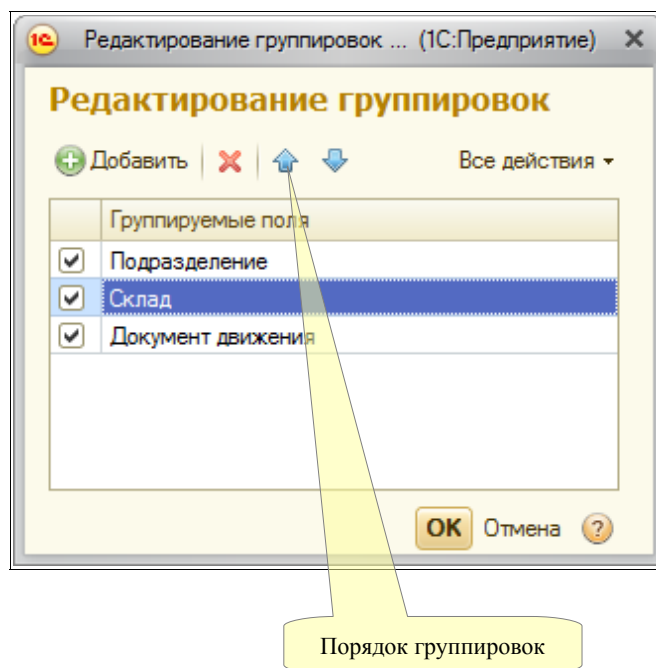 1С Редактирование группировок ... (1С:Предприятие)
Редактирование группировок
Добавить Все действия
Группируемые поля
Подразделение
Склад
Документ движения
ОК Отмена ?
Порядок группировок